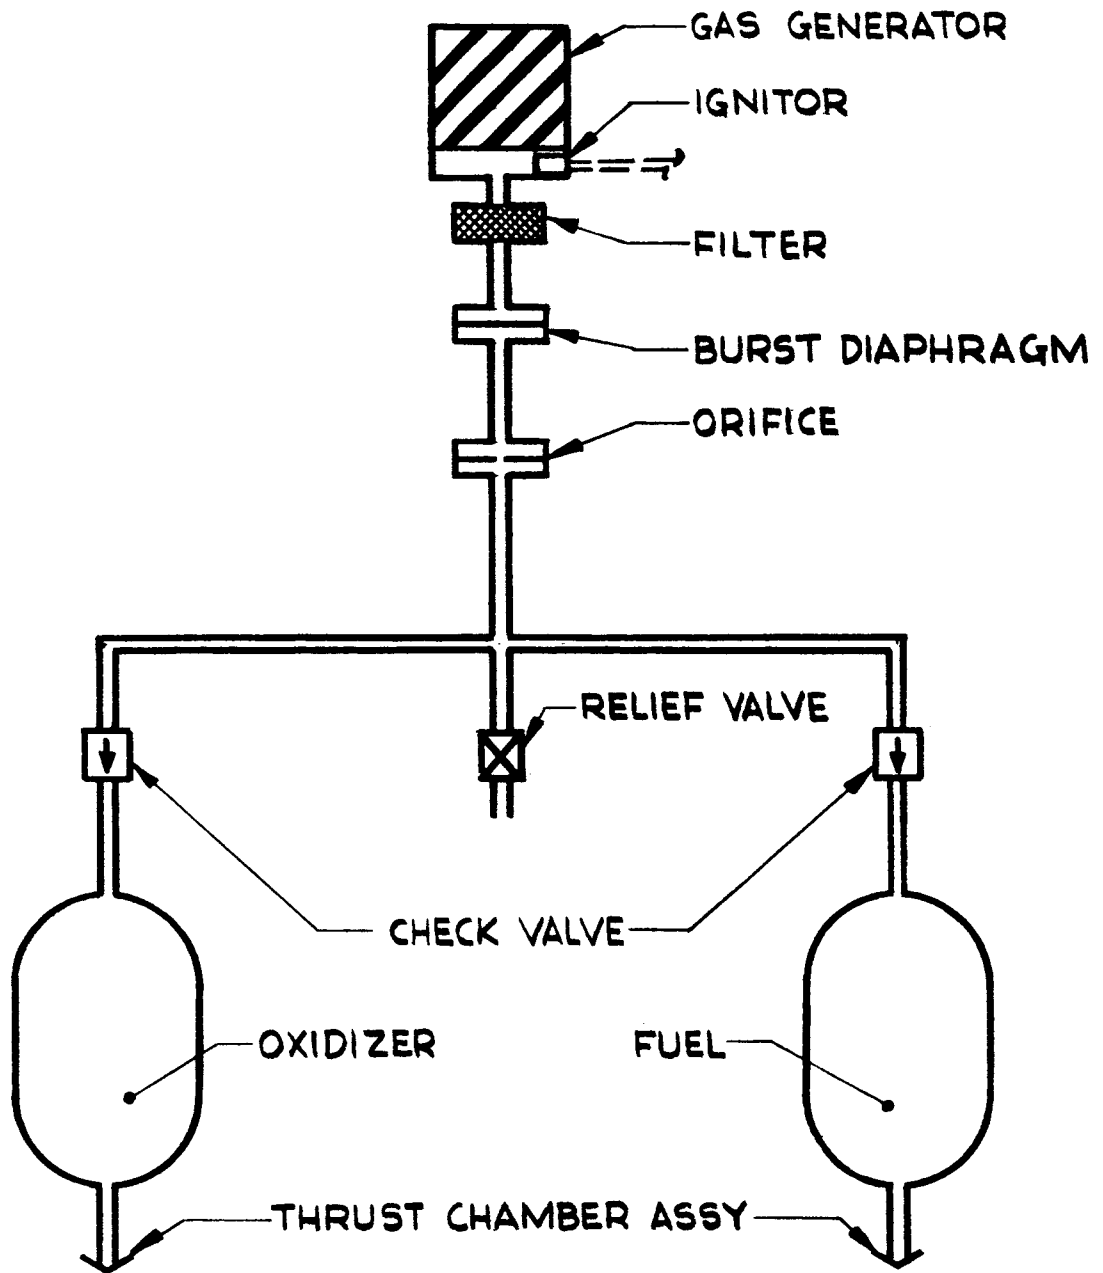 GAS GENERATOR
IGNITOR
FILTER
BURST DIAPHRAGM
ORIFICE
RELIEF VALVE
CHECK VALVE
OXIDIZER
FUEL
THRUST CHAMBER ASSY